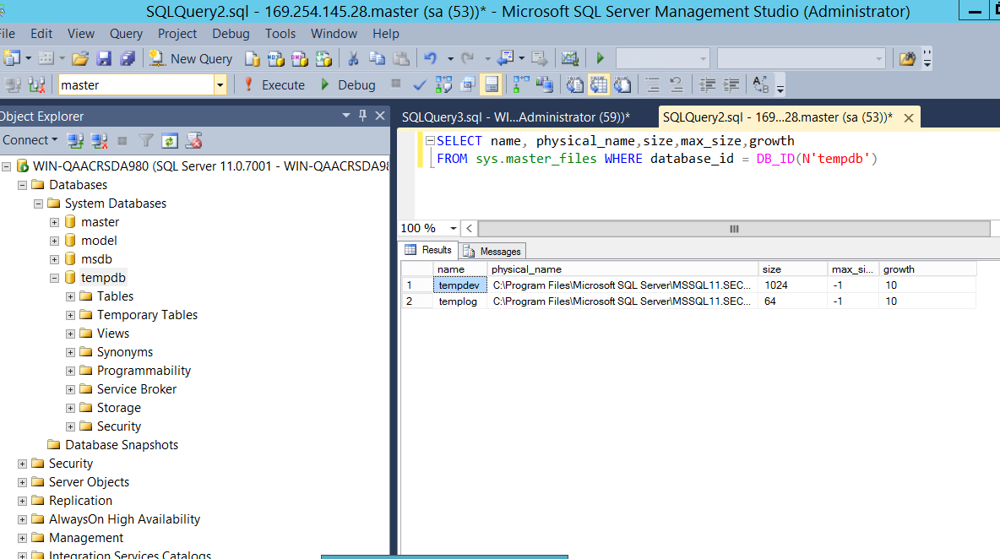 SQLQuery2.sql - 169.254.145.28.master (sa (53))* - Microsoft SQL Server Management Studio (Administrator)
File Edit View Query Project Debug Tools Window Help
New Query
master Execute Debug
Object Explorer
Connect
WIN-QAACRSDA980 (SQL Server 11.0.7001 - WIN-QAACRSDA98
Databases
System Databases
master
model
msdb
tempdb
Tables
Temporary Tables
Views
Synonyms
Programmability
Service Broker
Storage
Security
Database Snapshots
Security
Server Objects
Replication
AlwaysOn High Availability
Management
Integration Services Catalogs
SQLQuery3.sql - WI...Administrator (59))* SQLQuery2.sql - 169...28.master (sa (53))*
SELECT name, physical_name,size,max_size,growth
FROM sys.master_files WHERE database_id = DB_ID(N'tempdb')
100 %
Results Messages
name physical_name size max_si... growth
1 tempdev C:\Program Files\Microsoft SQL Server\MSSQL11.SEC... 1024 -1 10
2 templog C:\Program Files\Microsoft SQL Server\MSSQL11.SEC... 64 -1 10